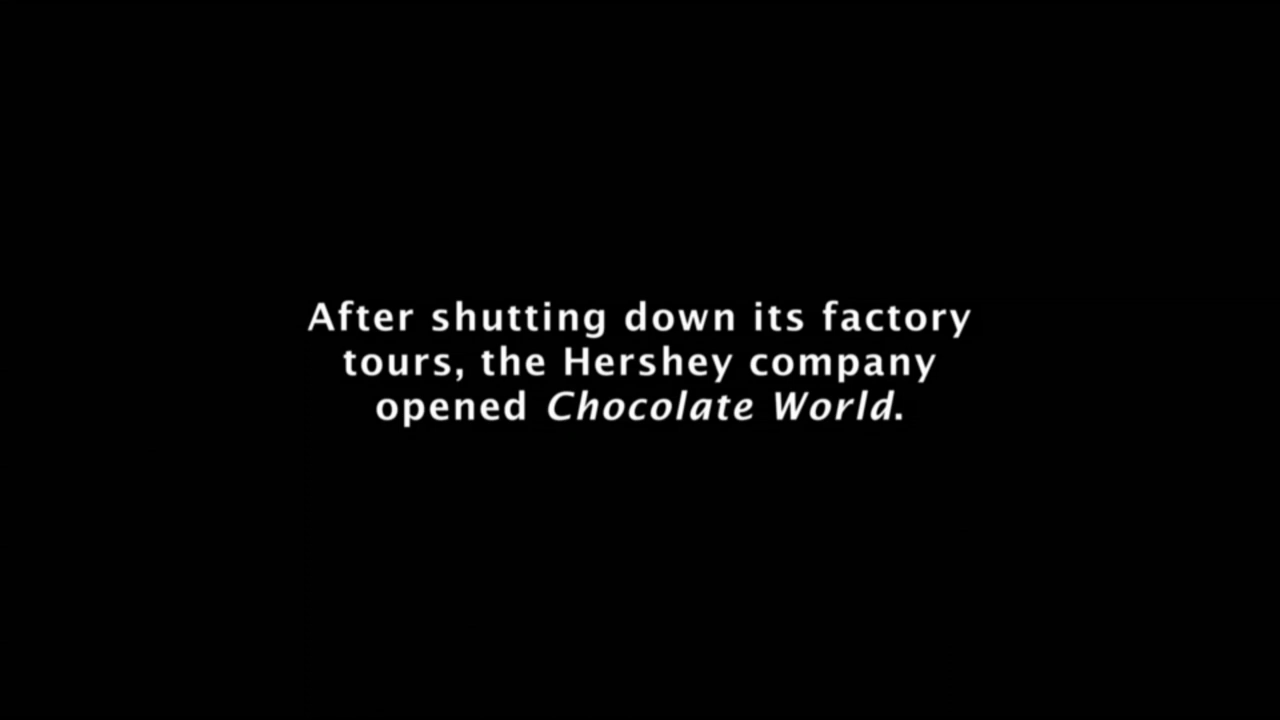 After shutting down its factory
tours, the Hershey company
opened Chocolate World.